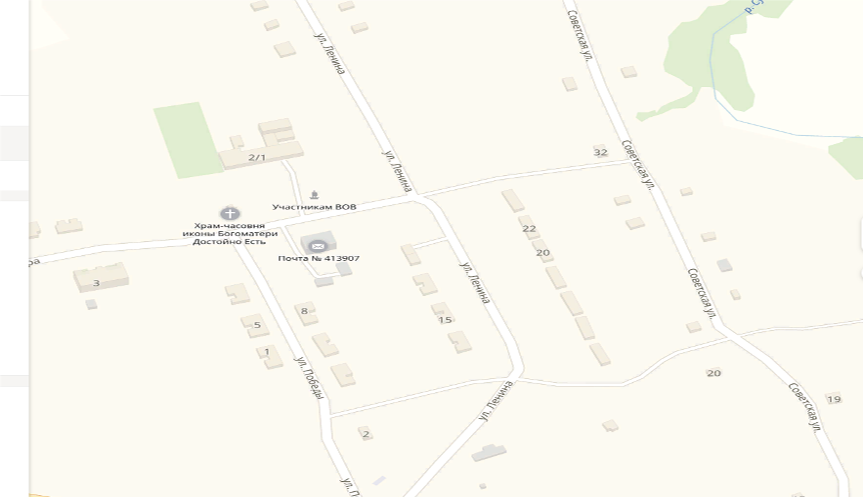 р. С
Советская ул.
ул. Ленина
32
2/1
ул. Ленина
Советская ул.
Участникам ВОВ
Храм-часовня
иконы Богоматери
Достойно Есть
22
20
Почта № 413907
ра
3
ул. Ленина
Советская ул.
8
5
15
1
ул. Победы
20
ул. Ленина
Советская ул.
19
2
ул. П